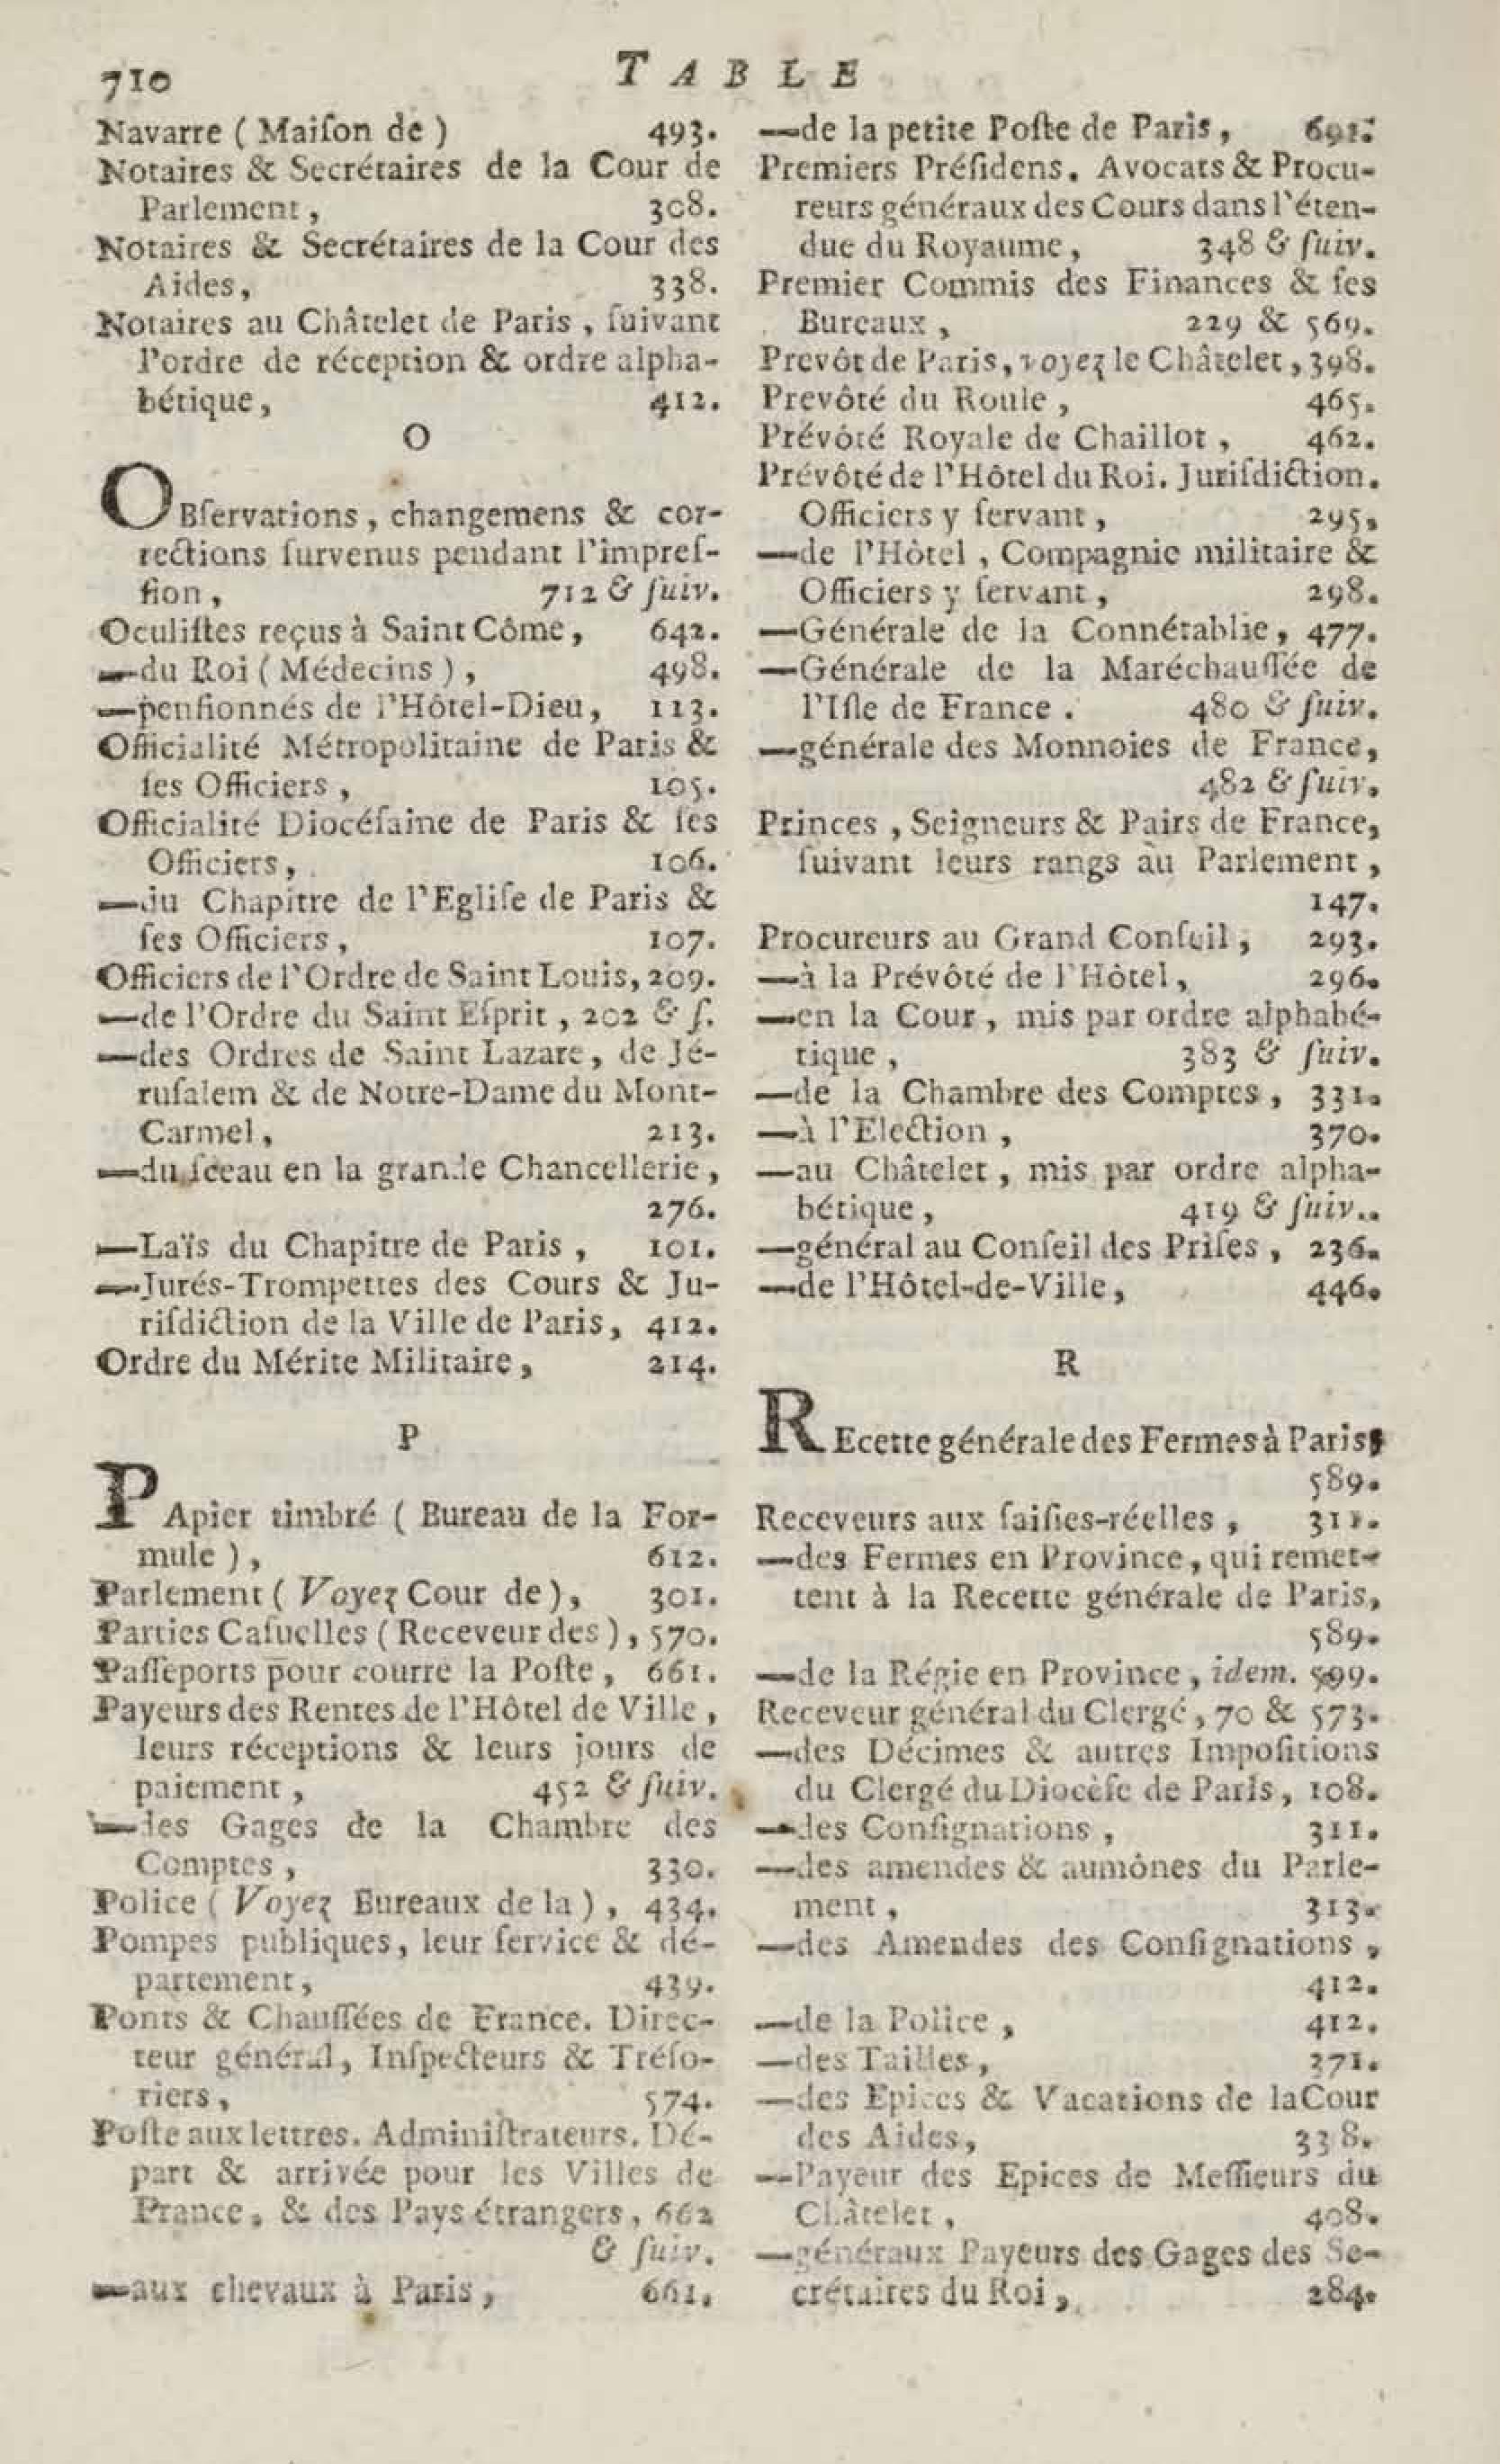 710
TABLE
Navarre ( Maiſon de ) 493.
Notaires & Secrétaires de la Cour de
Parlement, 308.
Notaires & Secrétaires de la Cour des
Aides, 338.
Notaires au Châtelet de Paris, ſuivant
l'ordre de réception & ordre alpha-
bétique, 412.
O
OBſervations, changemens & cor-
rections ſurvenus pendant l'impreſ-
ſion, 712 & ſuiv.
Oculiſtes reçus à Saint Côme, 642.
—du Roi ( Médecins ), 498.
—penſionnés de l'Hôtel-Dieu, 113.
Officialité Métropolitaine de Paris &
ſes Officiers, 105.
Officialité Diocéſaine de Paris & ſes
Officiers, 106.
—du Chapitre de l'Egliſe de Paris &
ſes Officiers, 107.
Officiers de l'Ordre de Saint Louis, 209.
—de l'Ordre du Saint Eſprit, 202 & ſ.
—des Ordres de Saint Lazare, de Jé-
ruſalem & de Notre-Dame du Mont-
Carmel, 213.
—du ſceau en la grande Chancellerie,
276.
—Laïs du Chapitre de Paris, 101.
—Jurés-Trompettes des Cours & Ju-
riſdiction de la Ville de Paris, 412.
Ordre du Mérite Militaire, 214.
P
PApier timbré ( Bureau de la For-
mule ), 612.
Parlement ( Voyez Cour de), 301.
Parties Caſuelles ( Receveur des ), 570.
Paſſeports pour courre la Poſte, 661.
Payeurs des Rentes de l'Hôtel de Ville,
leurs réceptions & leurs jours de
paiement, 452 & ſuiv.
—des Gages de la Chambre des
Comptes, 330.
Police ( Voyez Bureaux de la ), 434.
Pompes publiques, leur ſervice & dé-
partement, 439.
Ponts & Chauſſées de France. Direc-
teur général, Inſpecteurs & Tréſo-
riers, 574.
Poſte aux lettres. Adminiſtrateurs. Dé-
part & arrivée pour les Villes de
France, & des Pays étrangers, 662
& ſuiv.
—aux chevaux à Paris, 661.
—de la petite Poſte de Paris,
Premiers Préſidens. Avocats & Procu-
reurs généraux des Cours dans l'éten-
due du Royaume, 348 & ſuiv.
Premier Commis des Finances & ſes
Bureaux, 229 & 569.
Prevôt de Paris, voyez le Châtelet, 398.
Prevôté du Roule, 465.
Prévôté Royale de Chaillot, 462.
Prévôté de l'Hôtel du Roi. Juriſdiction.
Officiers y ſervant, 295,
—de l'Hôtel, Compagnie militaire &
Officiers y ſervant, 298.
—Générale de la Connétablie, 477.
—Générale de la Maréchauſſée de
l'Iſle de France. 480 & ſuiv.
—générale des Monnoies de France,
482 & ſuiv.
Princes, Seigneurs & Pairs de France,
ſuivant leurs rangs au Parlement,
147.
Procureurs au Grand Conſeil, 293.
—à la Prévôté de l'Hôtel, 296.
—en la Cour, mis par ordre alphabé-
tique, 383 & ſuiv.
—de la Chambre des Comptes, 331.
—à l'Election, 370.
—au Châtelet, mis par ordre alpha-
bétique, 419 & ſuiv..
—général au Conſeil des Priſes, 236.
—de l'Hôtel-de-Ville, 446.
R
REcette générale des Fermes à Paris,
589.
Receveurs aux ſaiſies-réelles,
—des Fermes en Province, qui remet-
tent à la Recette générale de Paris,
589.
—de la Régie en Province, idem. 599.
Receveur général du Clergé, 70 & 573.
—des Décimes & autres Impoſitions
du Clergé du Diocèſe de Paris, 108.
—des Conſignations, 311.
—des amendes & aumônes du Parle-
ment, 313.
—des Amendes des Conſignations,
412.
—de la Police, 412.
—des Tailles, 371.
—des Epices & Vacations de laCour
des Aides, 338.
—Payeur des Epices de Meſſieurs du
Châtelet, 408.
—généraux Payeurs des Gages des Se-
crétaires du Roi, 284.